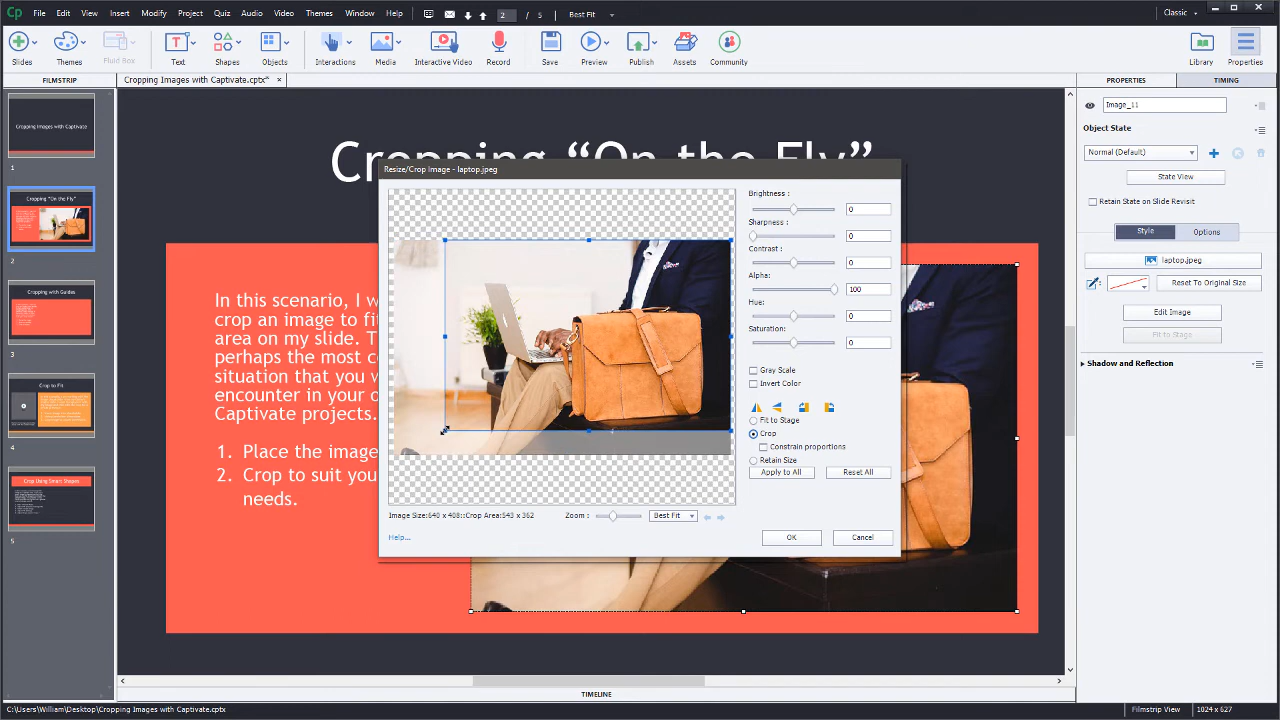 Cp File Edit View Insert Modify Project Quiz Audio Video Themes Window Help 2 / 5 Best Fit Classic
Slides Themes Fluid Box Text Shapes Objects Interactions Media Interactive Video Record Save Preview Publish Assets Community Library Properties
FILMSTRIP
Cropping Images with Captivate.cptx* ×
PROPERTIES TIMING
Cropping Images with Captivate
1
Cropping "On the Fly"
2
Cropping with Guides
3
Crop to Fit
4
Crop Using Smart Shapes
5
Cropping “On the Fly”
In this scenario, I w
crop an image to fi
area on my slide. T
perhaps the most c
situation that you v
encounter in your o
Captivate projects.
1. Place the image
2. Crop to suit you
needs.
Resize/Crop Image - laptop.jpeg
Brightness :
0
Sharpness :
0
Contrast :
0
Alpha:
100
Hue:
0
Saturation:
0
Gray Scale
Invert Color
Fit to Stage
Crop
Constrain proportions
Retain Size
Apply to All Reset All
Image Size:640 x 408::Crop Area:543 x 362 Zoom : Best Fit
Help... OK Cancel
Image_11
Object State
Normal (Default)
State View
Retain State on Slide Revisit
Style Options
laptop.jpeg
Reset To Original Size
Edit Image
Fit to Stage
Shadow and Reflection
TIMELINE
C:\Users\William\Desktop\Cropping Images with Captivate.cptx Filmstrip View 1024 x 627